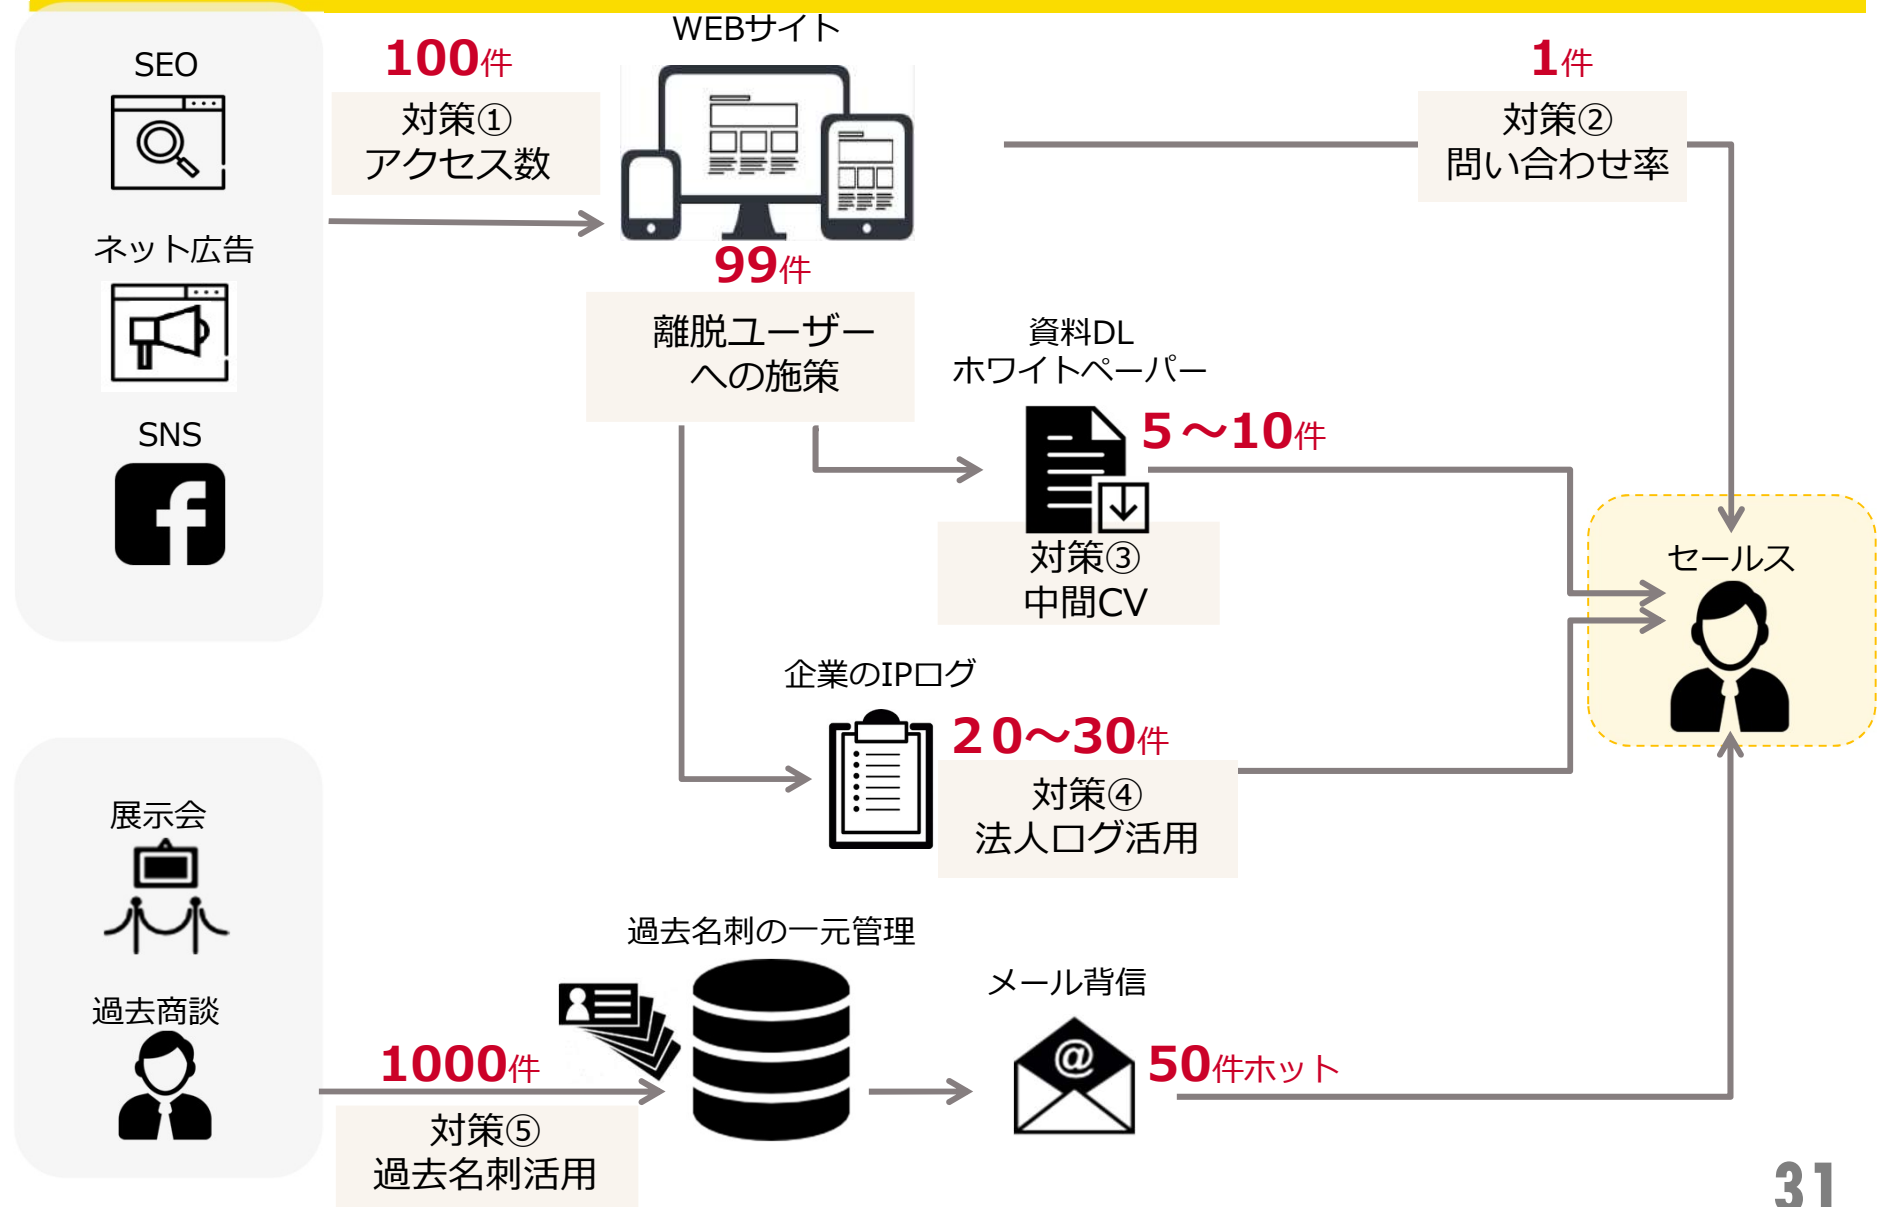 WEBサイト
SEO
100件
1件
対策①
アクセス数
対策②
問い合わせ率
ネット広告
99件
離脱ユーザー
への施策
資料DL
ホワイトペーパー
SNS
5～10件
対策③
中間CV
セールス
企業のIPログ
20～30件
対策④
法人ログ活用
展示会
過去名刺の一元管理
メール背信
過去商談
1000件
50件ホット
@
対策⑤
過去名刺活用
31